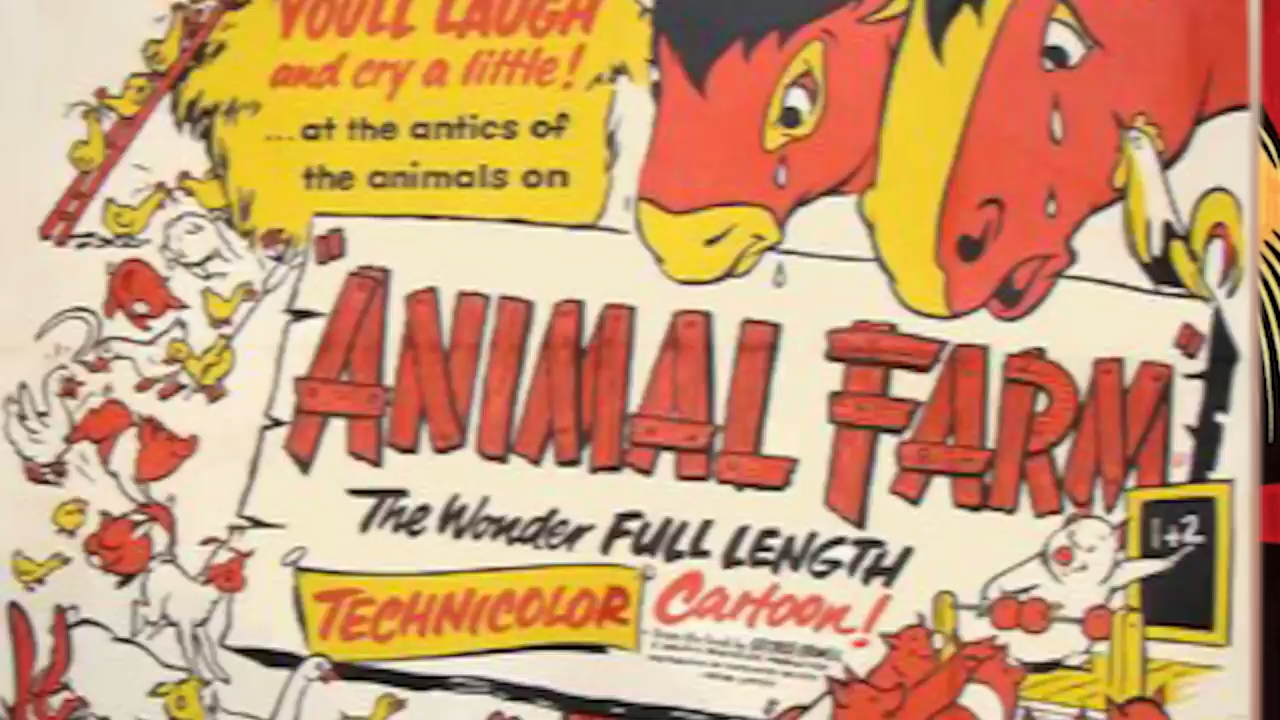 YOU'LL LAUGH
and cry a little!
...at the antics of
the animals on
"ANIMAL FARM"
The Wonder FULL LENGTH
TECHNICOLOR Cartoon!
1+2